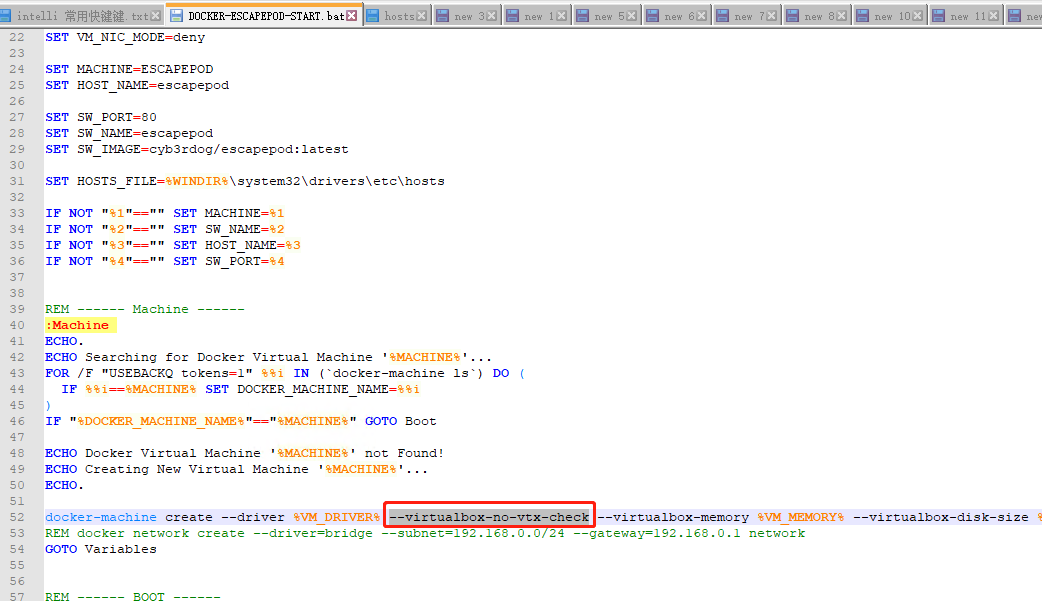 intelli 常用快键键.txt DOCKER-ESCAPEPOD-START.bat hosts new 3 new 1 new 5 new 6 new 7 new 8 new 10 new 11 new
22 SET VM_NIC_MODE=deny
23
24 SET MACHINE=ESCAPEPOD
25 SET HOST_NAME=escapepod
26
27 SET SW_PORT=80
28 SET SW_NAME=escapepod
29 SET SW_IMAGE=cyb3rdog/escapepod:latest
30
31 SET HOSTS_FILE=%WINDIR%\system32\drivers\etc\hosts
32
33 IF NOT "%1"=="" SET MACHINE=%1
34 IF NOT "%2"=="" SET SW_NAME=%2
35 IF NOT "%3"=="" SET HOST_NAME=%3
36 IF NOT "%4"=="" SET SW_PORT=%4
37
38
39 REM ------ Machine ------
40 :Machine
41 ECHO.
42 ECHO Searching for Docker Virtual Machine '%MACHINE%'...
43 FOR /F "USEBACKQ tokens=1" %%i IN (`docker-machine ls`) DO (
44 IF %%i==%MACHINE% SET DOCKER_MACHINE_NAME=%%i
45 )
46 IF "%DOCKER_MACHINE_NAME%"=="%MACHINE%" GOTO Boot
47
48 ECHO Docker Virtual Machine '%MACHINE%' not Found!
49 ECHO Creating New Virtual Machine '%MACHINE%'...
50 ECHO.
51
52 docker-machine create --driver %VM_DRIVER% --virtualbox-no-vtx-check --virtualbox-memory %VM_MEMORY% --virtualbox-disk-size %
53 REM docker network create --driver=bridge --subnet=192.168.0.0/24 --gateway=192.168.0.1 network
54 GOTO Variables
55
56
57 REM ------ BOOT ------